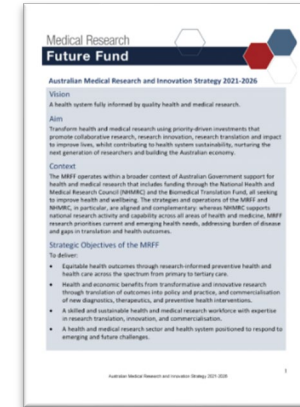 Medical Research
Future Fund
Australian Medical Research and Innovation Strategy 2021-2026
Vision
A health system fully informed by quality health and medical research.
Aim
Transform health and medical research using priority-driven investments that
promote collaborative research, research innovation, research translation and impact
to improve lives, whilst contributing to health system sustainability, nurturing the
next generation of researchers and building the Australian economy.
Context
The MRFF operates within a broader context of Australian Government support for
health and medical research that includes funding through the National Health and
Medical Research Council (NHMRC) and the Biomedical Translation Fund, all seeking
to improve health and wellbeing. The strategies and operations of the MRFF and
NHMRC, in particular, are aligned and complementary: whereas NHMRC supports
national research activity and capability across all areas of health and medicine, MRFF
research prioritises current and emerging health needs, addressing burden of disease
and gaps in translation and health outcomes.
Strategic Objectives of the MRFF
To deliver:
• Equitable health outcomes through research-informed preventive health and
health care across the spectrum from primary to tertiary care.
• Health and economic benefits from transformative and innovative research
through translation of outcomes into policy and practice, and commercialisation
of new diagnostics, therapeutics, and preventive health interventions.
• A skilled and sustainable health and medical research workforce with expertise
in research translation, innovation, and commercialisation.
• A health and medical research sector and health system positioned to respond to
emerging and future challenges.
1
Australian Medical Research and Innovation Strategy 2021-2026